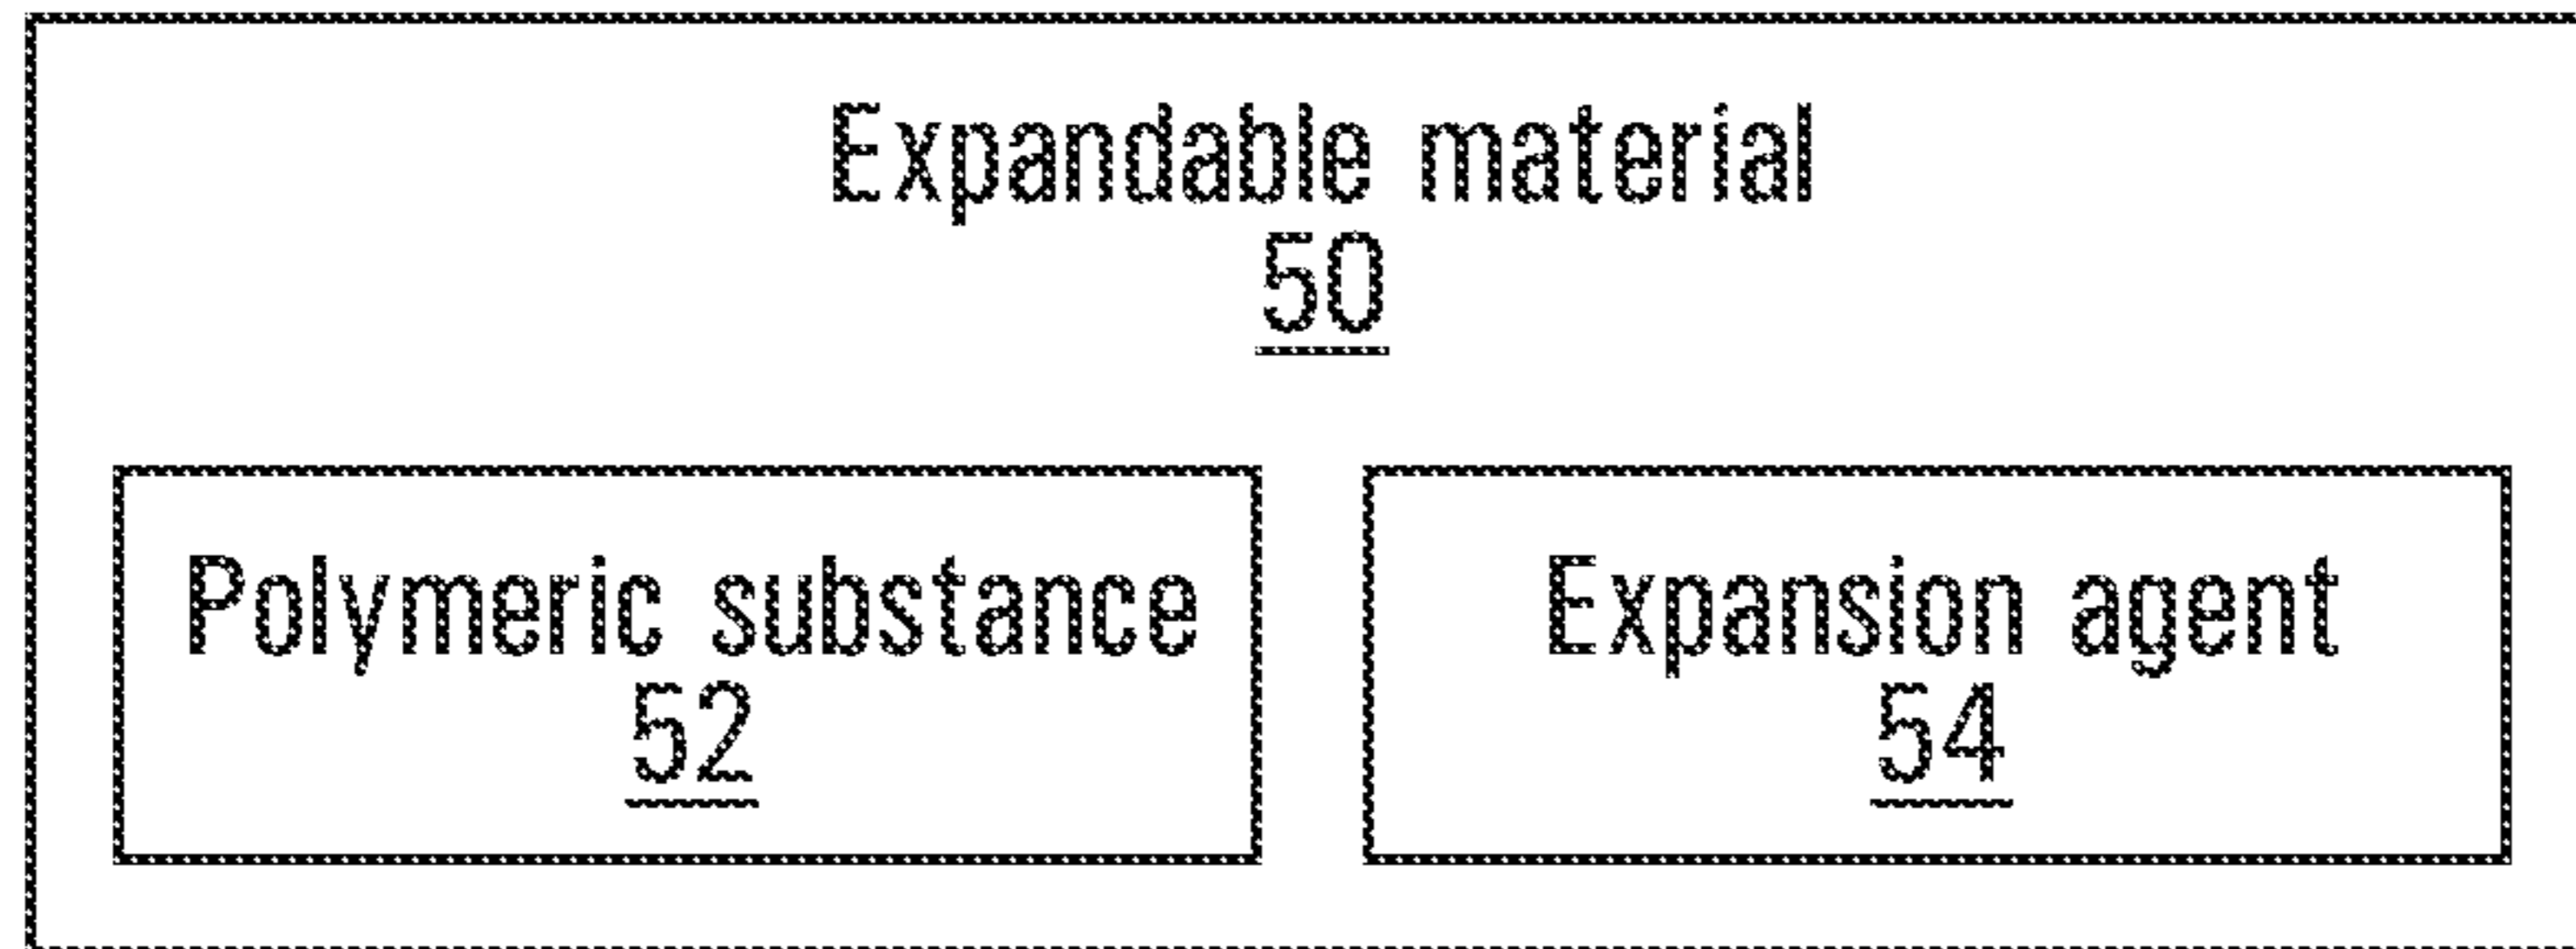 Expandable material
50
Polymeric substance
52
Expansion agent
54